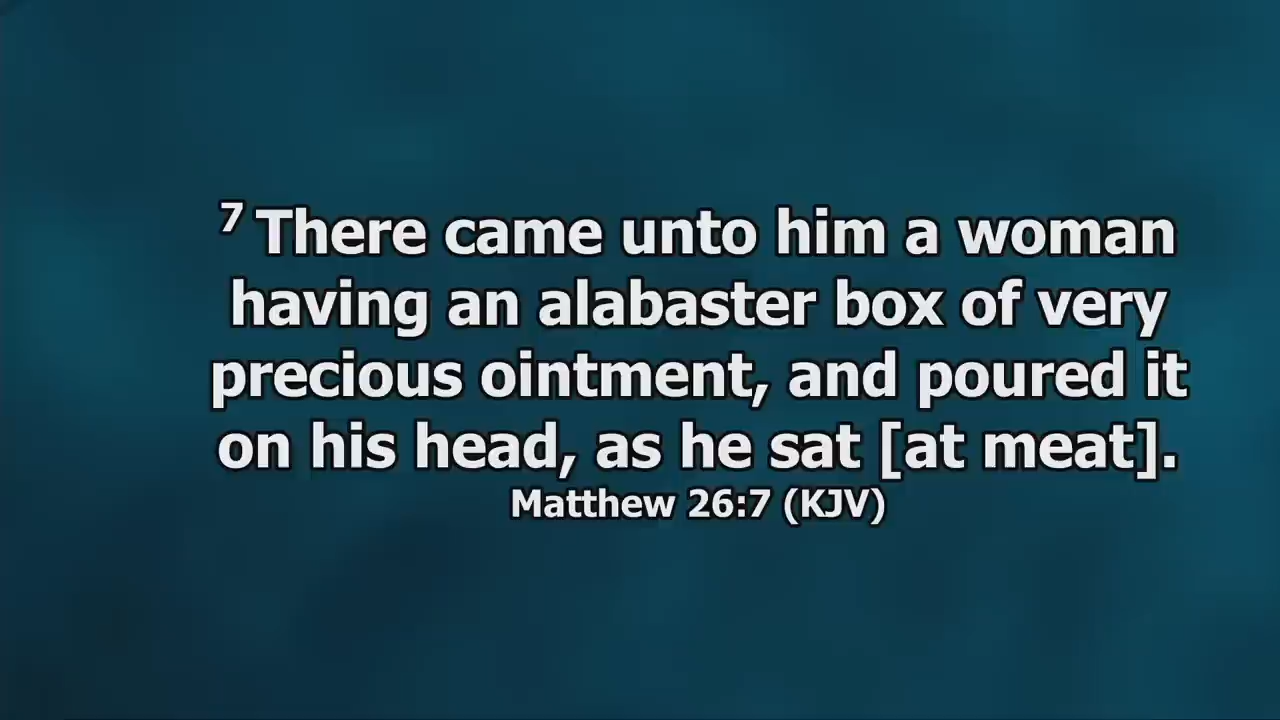 7 There came unto him a woman
having an alabaster box of very
precious ointment, and poured it
on his head, as he sat [at meat].
Matthew 26:7 (KJV)